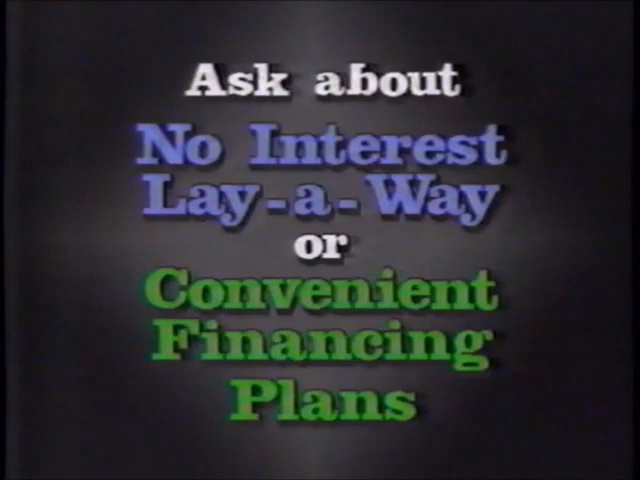 Ask about
No Interest
Lay-a-Way
or
Convenient
Financing
Plans